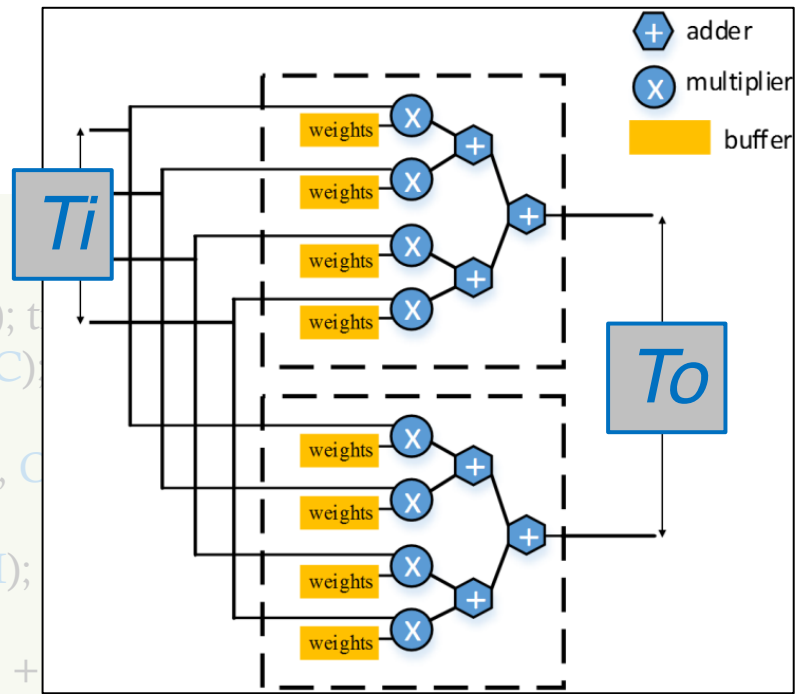 + adder
X multiplier
buffer
X
weights
+
X
weights
Ti
+
X
weights
+
X
weights
); t
C);
To
X
weights
+
, C
X
weights
+
X
weights
);
+
X
weights
+